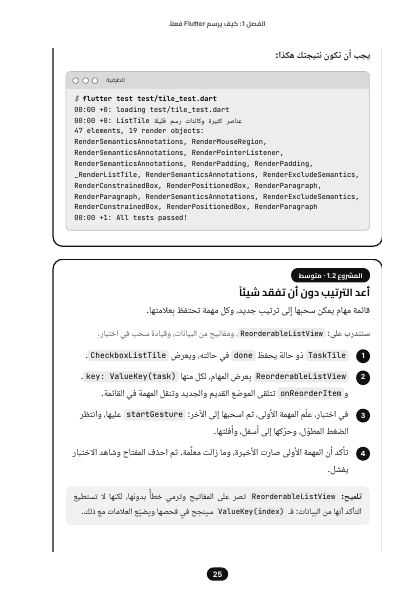 الفصل 1: كيف يرسم Flutter فعلاً
يجب أن تكون نتيجتك هكذا:
الطرفية
$ flutter test test/tile_test.dart
00:00 +0: loading test/tile_test.dart
00:00 +0: ListTile عناصر كثيرة وكائنات رسم قليلة
47 elements, 19 render objects:
RenderSemanticsAnnotations, RenderMouseRegion,
RenderSemanticsAnnotations, RenderPointerListener,
RenderSemanticsAnnotations, RenderPadding, RenderPadding,
_RenderListTile, RenderSemanticsAnnotations, RenderExcludeSemantics,
RenderConstrainedBox, RenderPositionedBox, RenderParagraph,
RenderParagraph, RenderSemanticsAnnotations, RenderExcludeSemantics,
RenderConstrainedBox, RenderPositionedBox, RenderParagraph
00:00 +1: All tests passed!
المشروع 1.2 · متوسط
أعد الترتيب دون أن تفقد شيئاً
قائمة مهام يمكن سحبها إلى ترتيب جديد، وكل مهمة تحتفظ بعلامتها.
ستتدرب على: ReorderableListView، ومفاتيح من البيانات، وقيادة سحب في اختبار.
1 TaskTile ذو حالة يحفظ done في حالته، ويعرض CheckboxListTile.
2 ReorderableListView يعرض المهام، لكل منها key: ValueKey(task).
و onReorderItem تتلقى الموضع القديم والجديد وتنقل المهمة في القائمة.
3 في اختبار، علّم المهمة الأولى، ثم اسحبها إلى الآخر: startGesture عليها، وانتظر
الضغط المطوّل، وحرّكها إلى أسفل، وأفلتها.
4 تأكد أن المهمة الأولى صارت الأخيرة، وما زالت معلَّمة. ثم احذف المفتاح وشاهد الاختبار
يفشل.
تلميح: ReorderableListView تصر على المفاتيح وترمي خطأً بدونها، لكنها لا تستطيع
التأكد أنها من البيانات: فـ ValueKey(index) سينجح في فحصها ويضيّع العلامات مع ذلك.
25